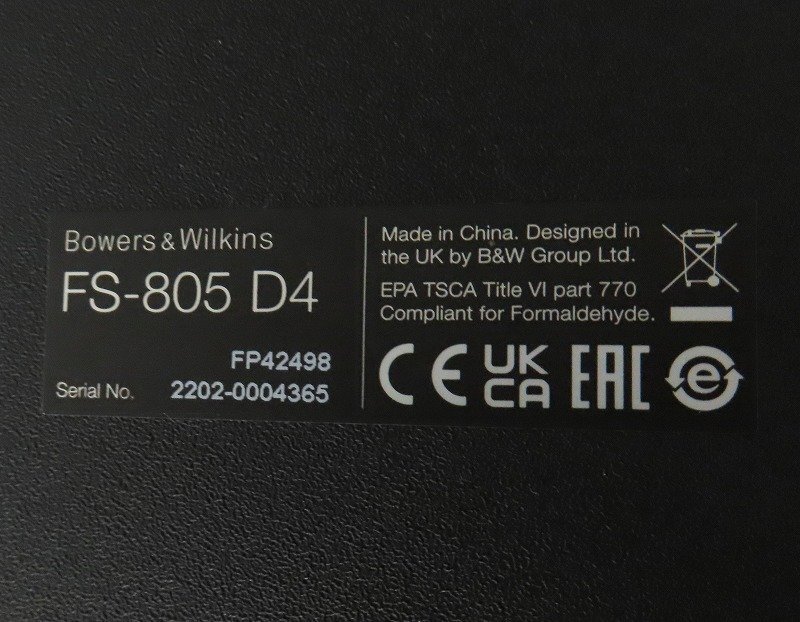 Bowers & Wilkins
FS-805 D4
FP42498
Serial No. 2202-0004365
Made in China. Designed in
the UK by B&W Group Ltd.
EPA TSCA Title VI part 770
Compliant for Formaldehyde.
CE UK CA EAC e